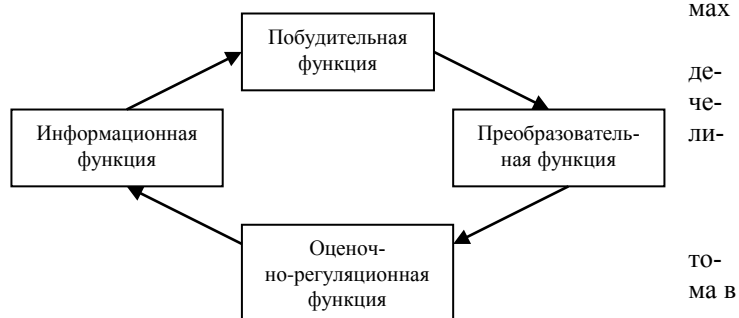 мах
Побудительная
функция
де-
че-
ли-
Информационная
функция
Преобразователь-
ная функция
Оценоч-
но-регуляционная
функция
то-
ма в